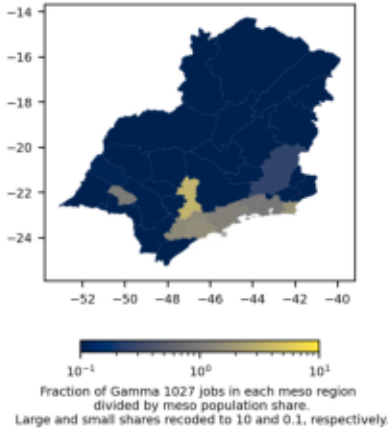 −14
−16
−18
−20
−22
−24
−52 −50 −48 −46 −44 −42 −40
10⁻¹ 10⁰ 10¹
Fraction of Gamma 1027 jobs in each meso region
divided by meso population share.
Large and small shares recoded to 10 and 0.1, respectively.